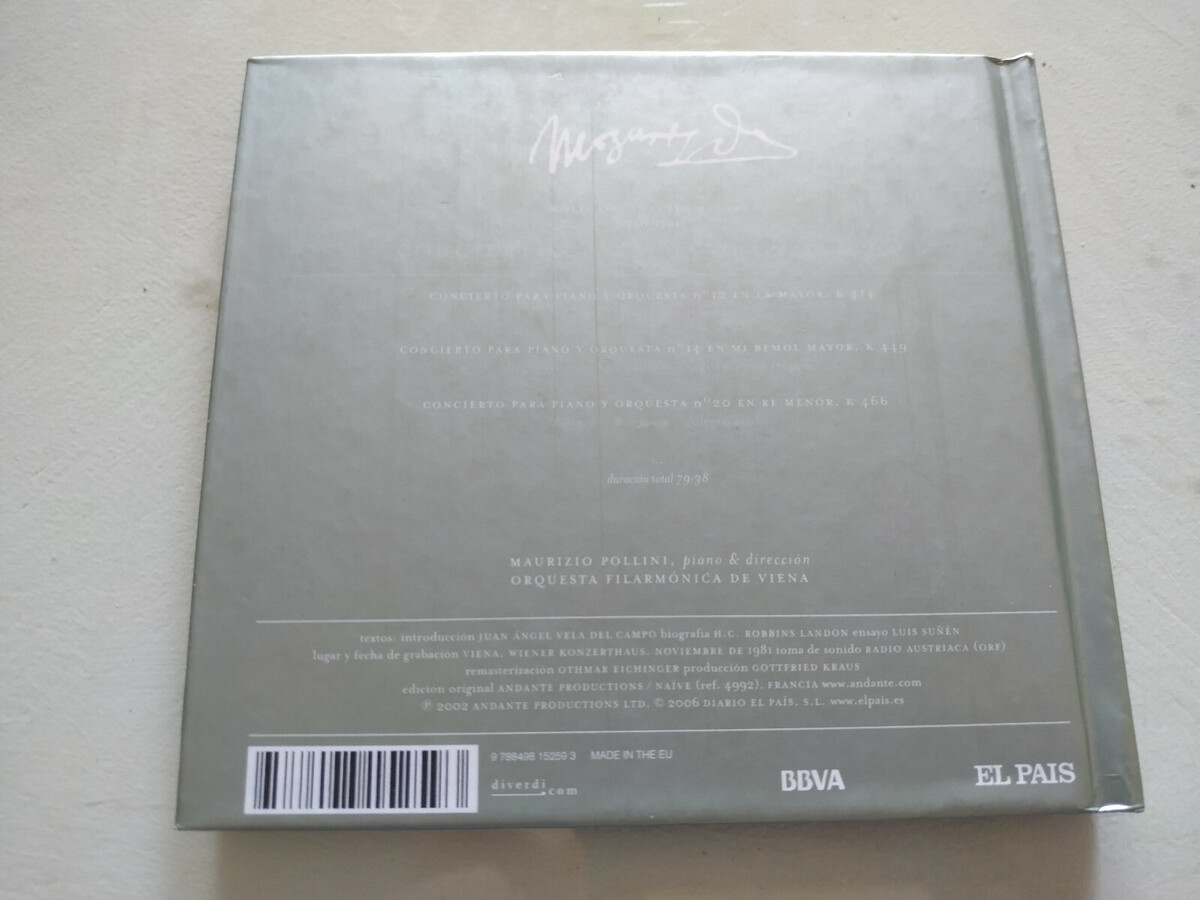 Mozart
CONCIERTO PARA PIANO Y ORQUESTA nº 12 EN LA MAYOR, K 414
CONCIERTO PARA PIANO Y ORQUESTA nº 14 EN MI BEMOL MAYOR, K 449
CONCIERTO PARA PIANO Y ORQUESTA nº 20 EN RE MENOR, K 466
duración total 79:38
MAURIZIO POLLINI, piano & dirección
ORQUESTA FILARMÓNICA DE VIENA
textos: introducción JUAN ÁNGEL VELA DEL CAMPO biografía H.C. ROBBINS LANDON ensayo LUIS SUÑÉN
lugar y fecha de grabación VIENA, WIENER KONZERTHAUS, NOVIEMBRE DE 1981 toma de sonido RADIO AUSTRIACA (ORF)
remasterización OTHMAR EICHINGER producción GOTTFRIED KRAUS
edición original ANDANTE PRODUCTIONS / NAÏVE (ref. 4992), FRANCIA www.andante.com
℗ 2002 ANDANTE PRODUCTIONS LTD. © 2006 DIARIO EL PAÍS, S.L. www.elpais.es
9 788498 152593 MADE IN THE EU
diverdi.com
BBVA
EL PAIS